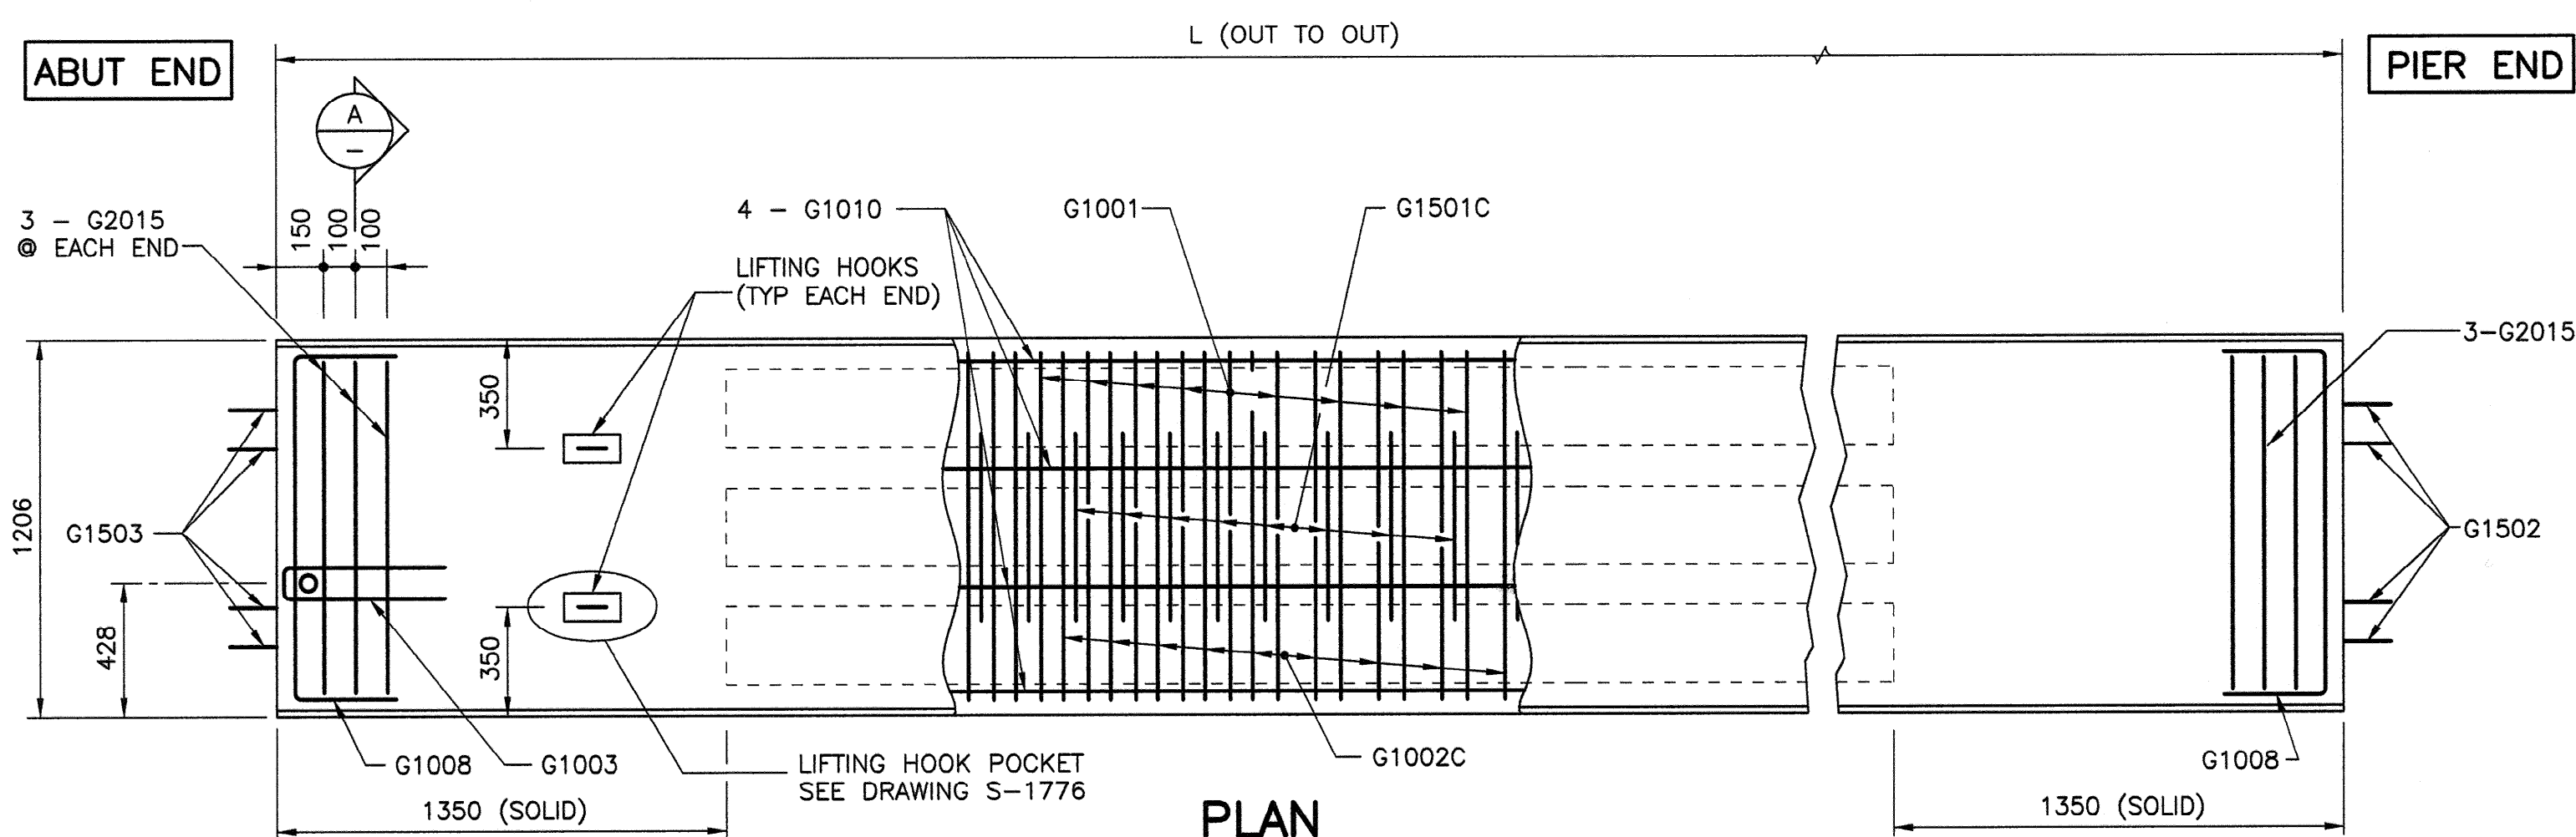 L (OUT TO OUT)
ABUT END
PIER END
A
–
3 – G2015
@ EACH END
150
100
100
4 – G1010
G1001
G1501C
LIFTING HOOKS
(TYP EACH END)
3-G2015
350
1206
G1503
G1502
428
350
G1008
G1003
LIFTING HOOK POCKET
SEE DRAWING S-1776
G1002C
G1008
1350 (SOLID)
PLAN
1350 (SOLID)